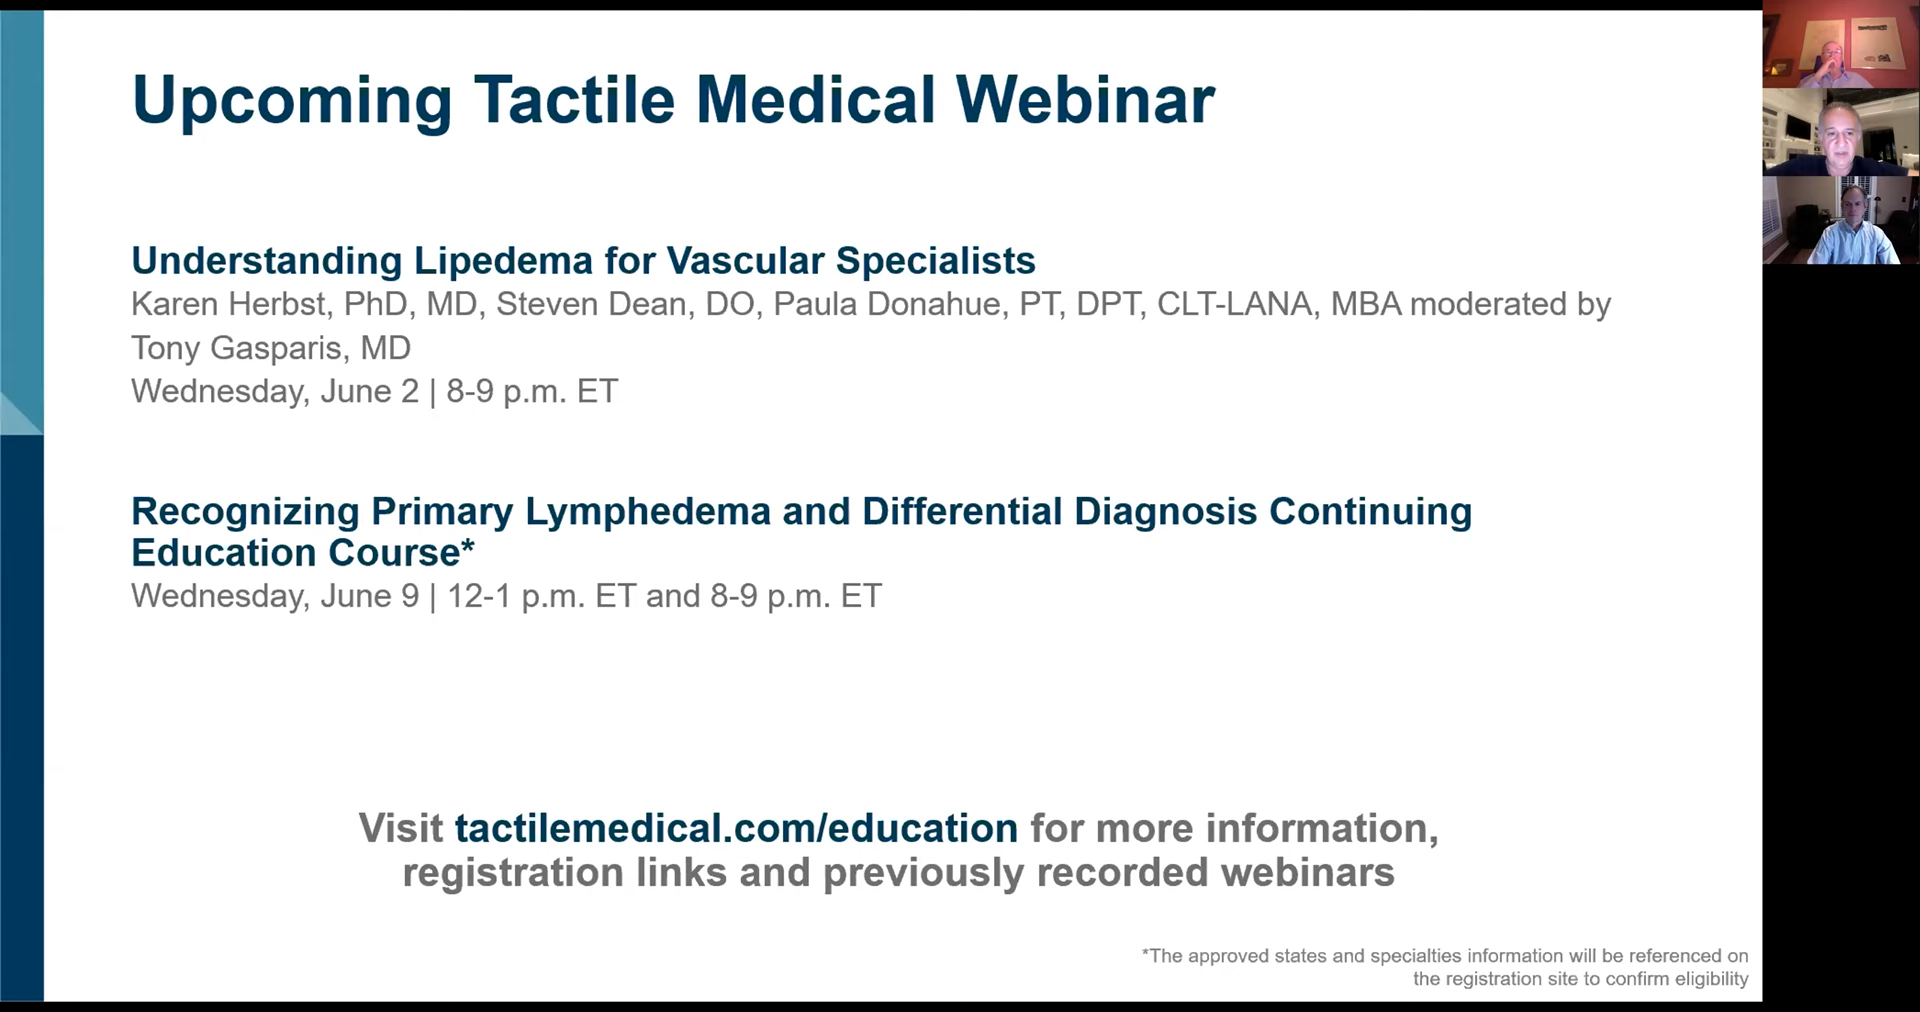 Upcoming Tactile Medical Webinar
Understanding Lipedema for Vascular Specialists
Karen Herbst, PhD, MD, Steven Dean, DO, Paula Donahue, PT, DPT, CLT-LANA, MBA moderated by
Tony Gasparis, MD
Wednesday, June 2 | 8-9 p.m. ET
Recognizing Primary Lymphedema and Differential Diagnosis Continuing
Education Course*
Wednesday, June 9 | 12-1 p.m. ET and 8-9 p.m. ET
Visit tactilemedical.com/education for more information,
registration links and previously recorded webinars
*The approved states and specialties information will be referenced on
the registration site to confirm eligibility